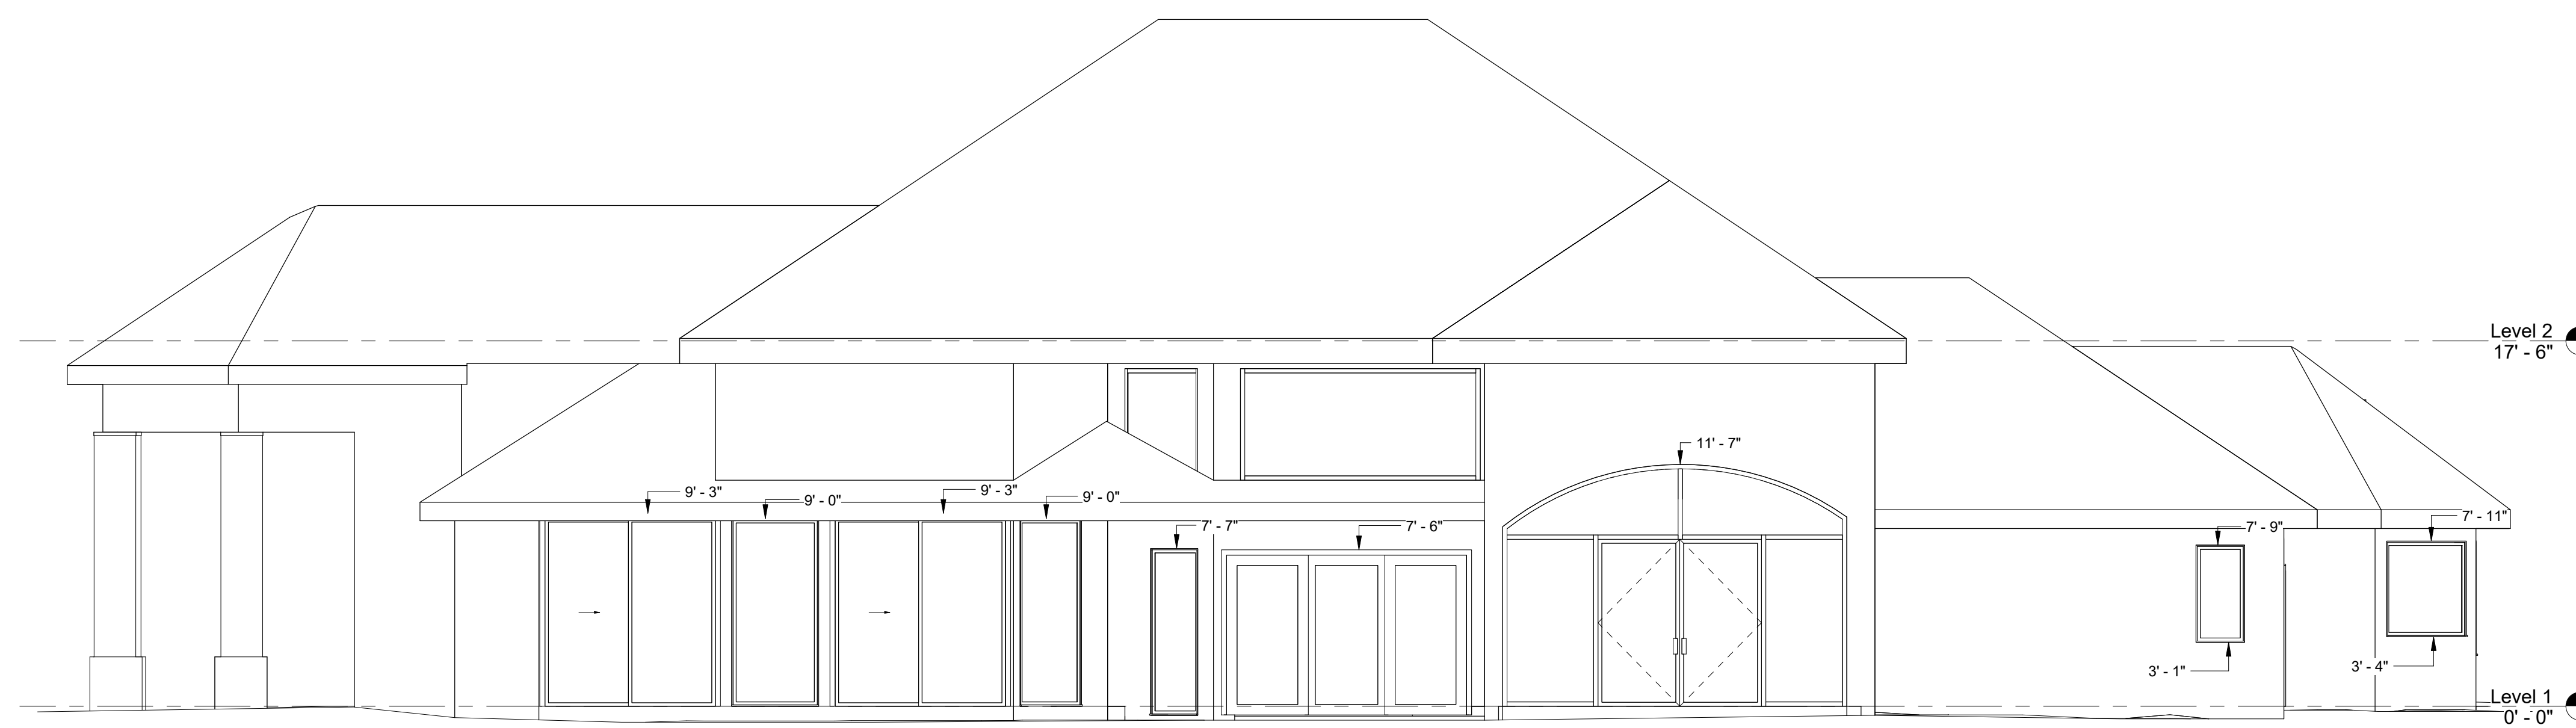 Level 2
17' - 6"
11' - 7"
9' - 3"
9' - 0"
9' - 3"
9' - 0"
7' - 7"
7' - 6"
7' - 9"
7' - 11"
3' - 1"
3' - 4"
Level 1
0' - 0"